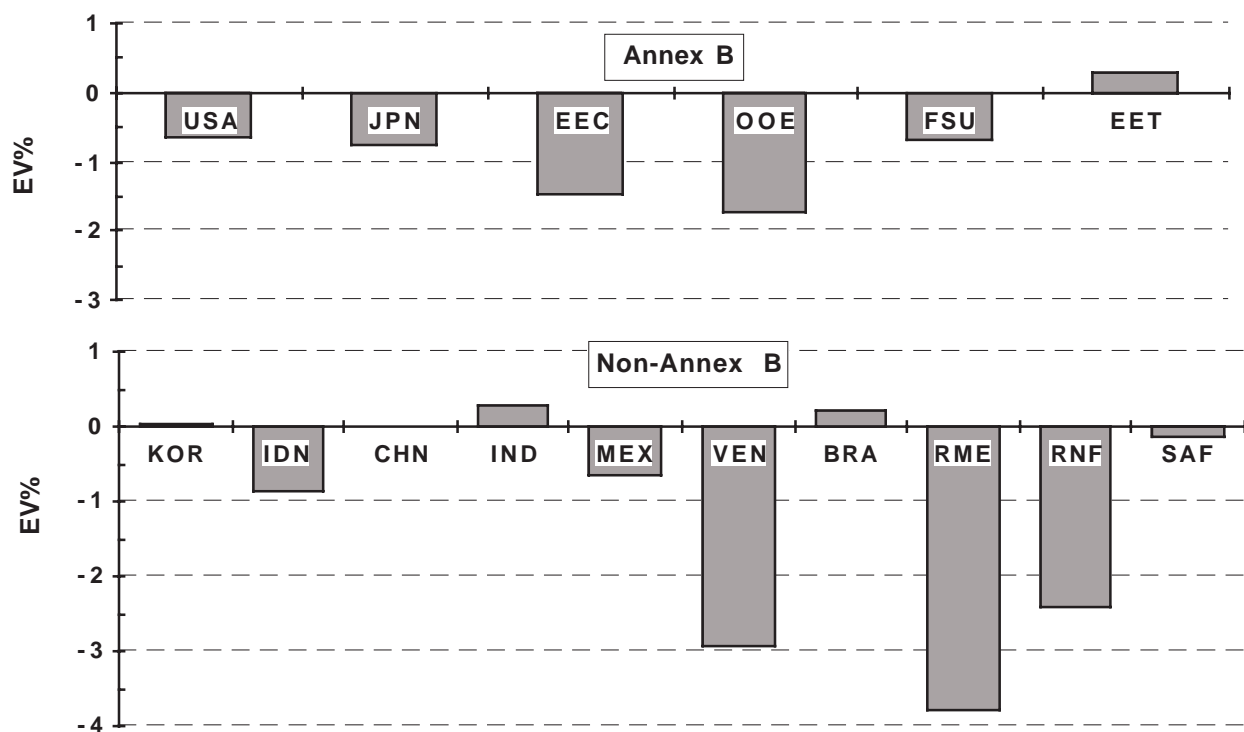 1
Annex B
0
USA JPN EEC OOE FSU EET
-1
-2
-3
EV%
1
Non-Annex B
0
KOR IDN CHN IND MEX VEN BRA RME RNF SAF
-1
-2
-3
-4
EV%